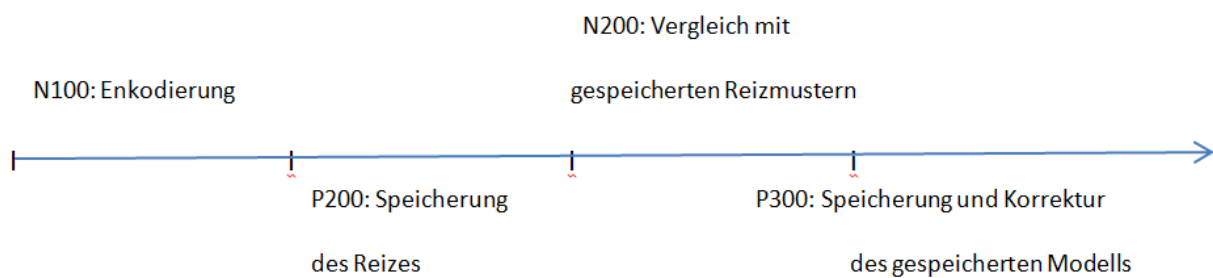 N200: Vergleich mit
N100: Enkodierung
gespeicherten Reizmustern
P200: Speicherung
P300: Speicherung und Korrektur
des Reizes
des gespeicherten Modells